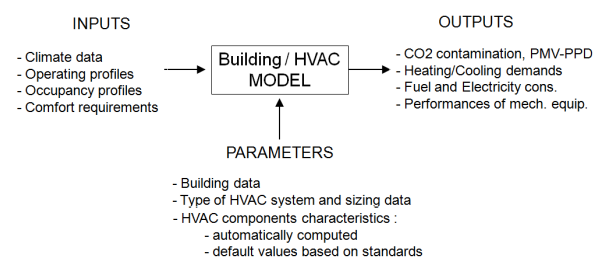 INPUTS
- Climate data
- Operating profiles
- Occupancy profiles
- Comfort requirements
Building / HVAC
MODEL
OUTPUTS
- CO2 contamination, PMV-PPD
- Heating/Cooling demands
- Fuel and Electricity cons.
- Performances of mech. equip.
PARAMETERS
- Building data
- Type of HVAC system and sizing data
- HVAC components characteristics :
- automatically computed
- default values based on standards